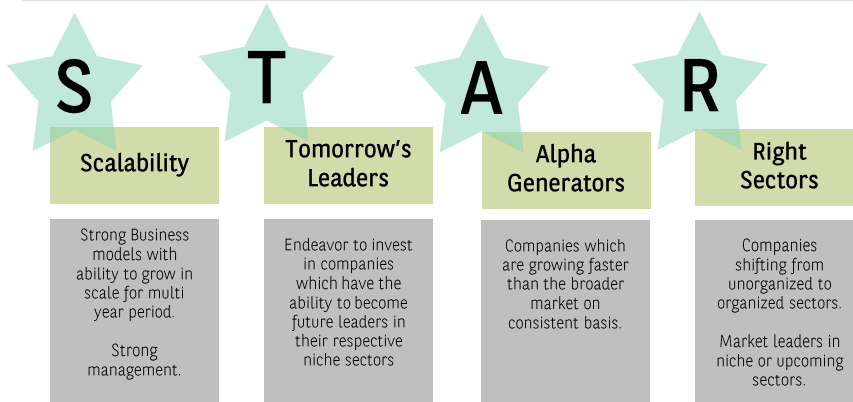 S
T
A
R
Scalability
Tomorrow's
Leaders
Alpha
Generators
Right
Sectors
Strong Business
models with
ability to grow in
scale for multi
year period.
Strong
management.
Endeavor to invest
in companies
which have the
ability to become
future leaders in
their respective
niche sectors
Companies which
are growing faster
than the broader
market on
consistent basis.
Companies
shifting from
unorganized to
organized sectors.
Market leaders in
niche or upcoming
sectors.